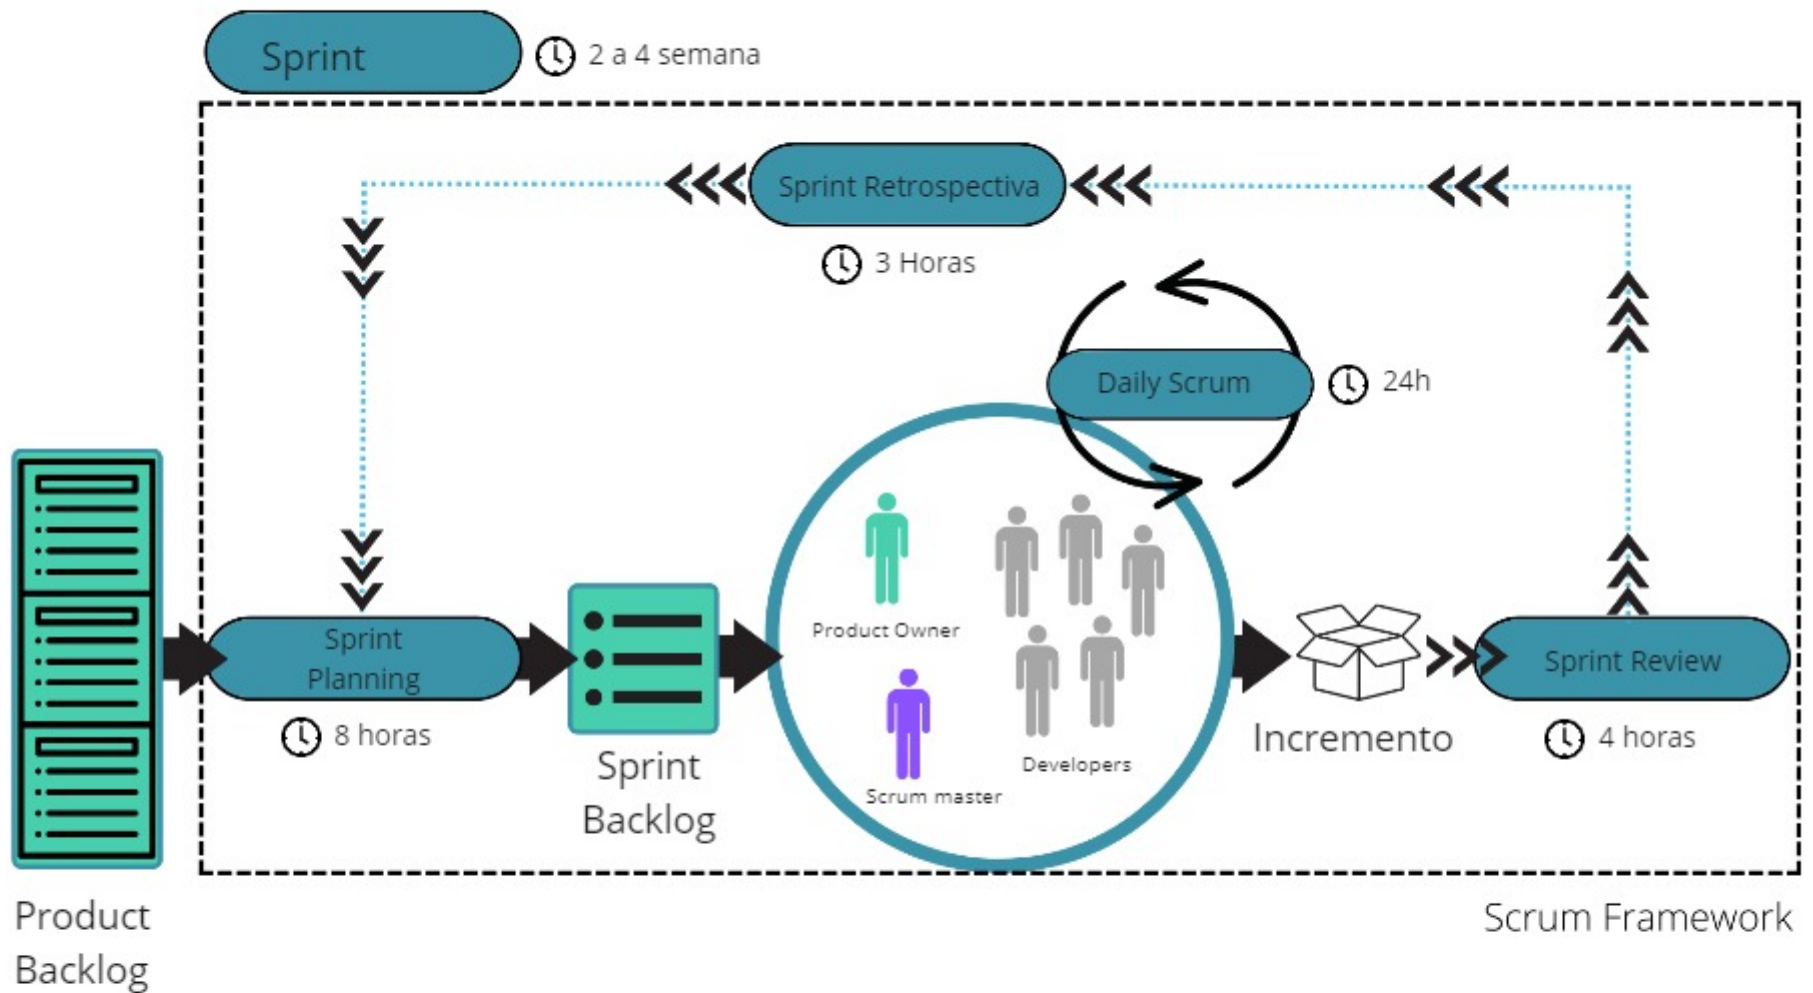 Sprint
2 a 4 semana
Sprint Retrospectiva
3 Horas
Daily Scrum
24h
Product Owner
Scrum master
Developers
Sprint
Planning
8 horas
Sprint
Backlog
Incremento
Sprint Review
4 horas
Product
Backlog
Scrum Framework